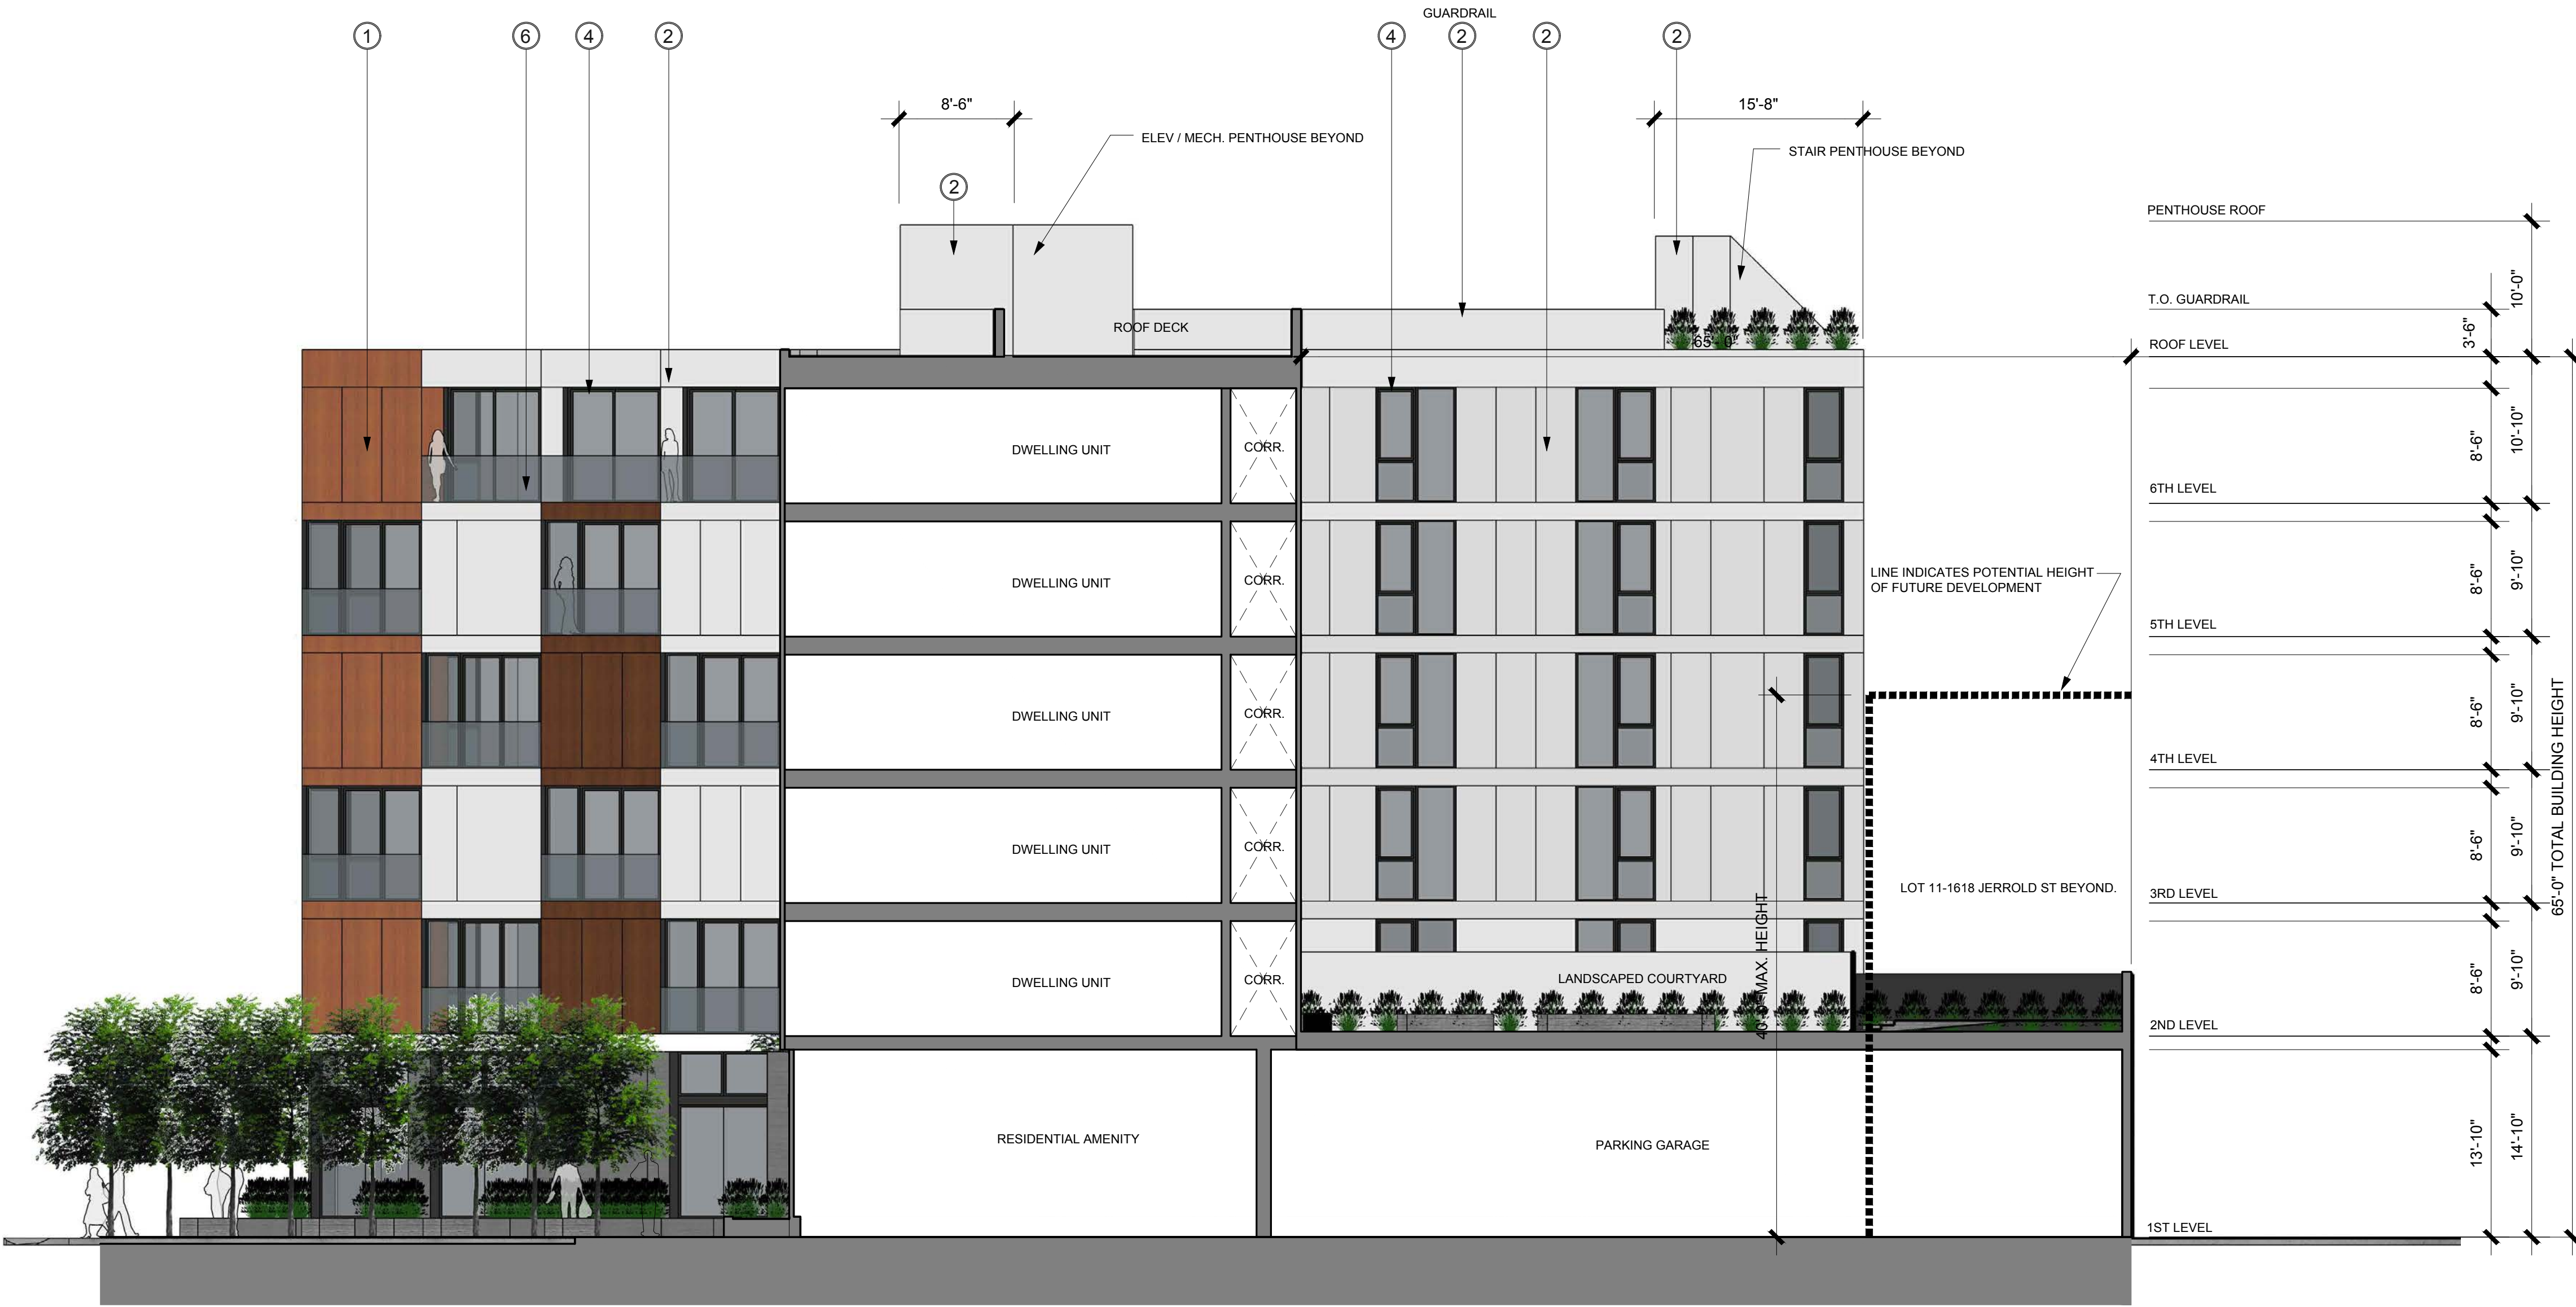 GUARDRAIL
1
6
4
2
4
2
2
2
8'-6"
15'-8"
ELEV / MECH. PENTHOUSE BEYOND
STAIR PENTHOUSE BEYOND
2
PENTHOUSE ROOF
10'-0"
T.O. GUARDRAIL
3'-6"
ROOF DECK
65'- 0"
ROOF LEVEL
DWELLING UNIT
CORR.
8'-6"
10'-10"
6TH LEVEL
DWELLING UNIT
CORR.
LINE INDICATES POTENTIAL HEIGHT
OF FUTURE DEVELOPMENT
8'-6"
9'-10"
5TH LEVEL
DWELLING UNIT
CORR.
8'-6"
9'-10"
65'-0" TOTAL BUILDING HEIGHT
4TH LEVEL
DWELLING UNIT
CORR.
8'-6"
9'-10"
LOT 11-1618 JERROLD ST BEYOND.
3RD LEVEL
DWELLING UNIT
CORR.
LANDSCAPED COURTYARD
MAX. HEIGHT
8'-6"
9'-10"
2ND LEVEL
RESIDENTIAL AMENITY
PARKING GARAGE
13'-10"
14'-10"
1ST LEVEL